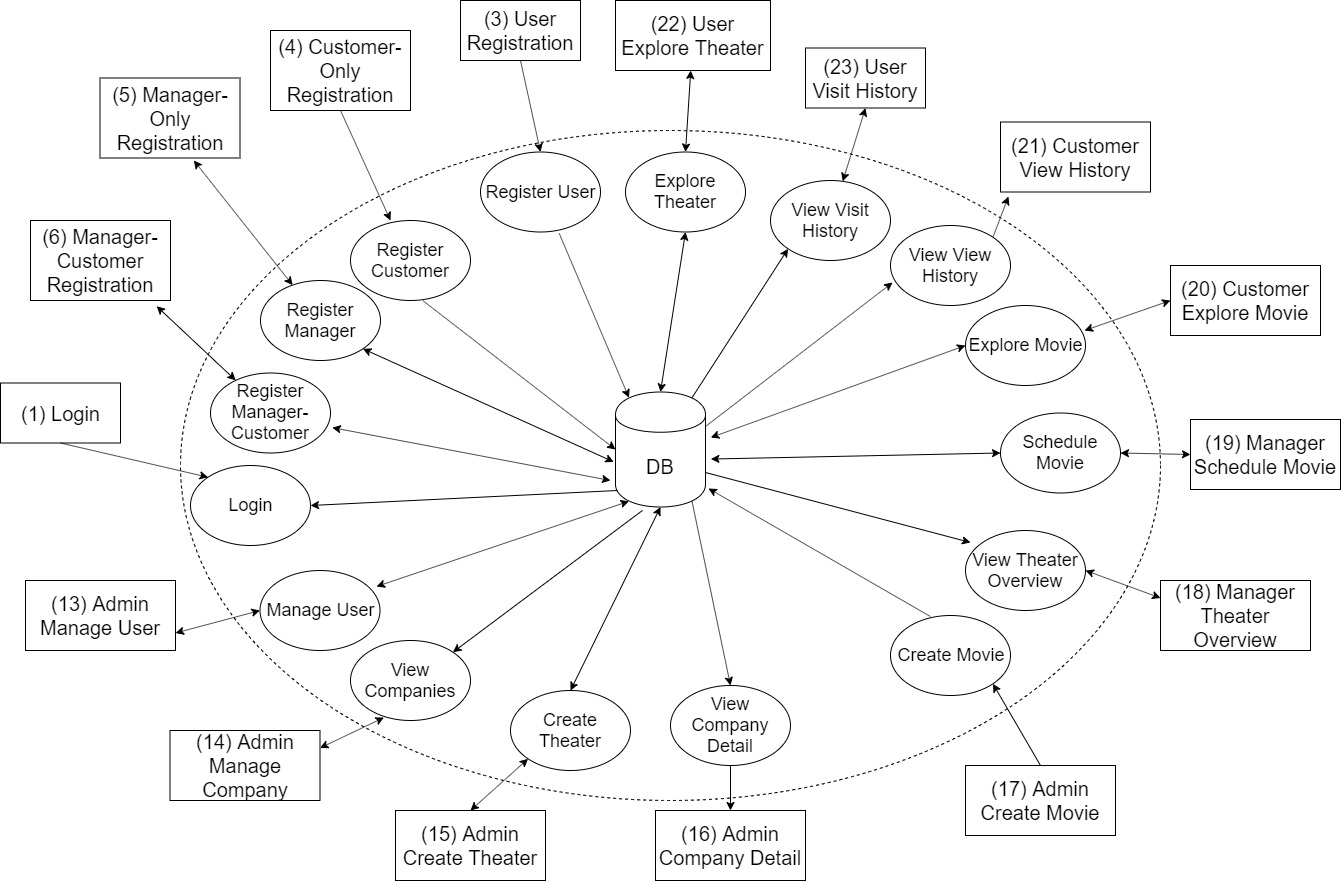 (3) User
Registration
(22) User
Explore Theater
(4) Customer-
Only
Registration
(23) User
Visit History
(5) Manager-
Only
Registration
(21) Customer
View History
Register User
Explore
Theater
View Visit
History
(6) Manager-
Customer
Registration
Register
Customer
View View
History
(20) Customer
Explore Movie
Register
Manager
Explore Movie
Register
Manager-
Customer
(1) Login
Schedule
Movie
(19) Manager
Schedule Movie
DB
Login
View Theater
Overview
(13) Admin
Manage User
Manage User
(18) Manager
Theater
Overview
Create Movie
View
Companies
Create
Theater
View
Company
Detail
(14) Admin
Manage
Company
(17) Admin
Create Movie
(15) Admin
Create Theater
(16) Admin
Company Detail